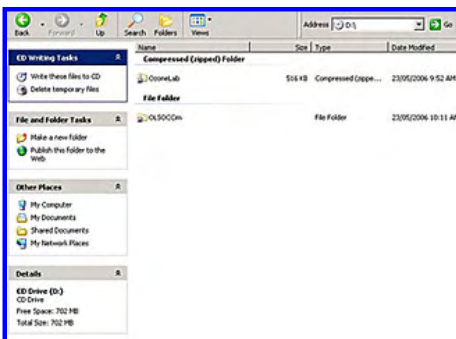 Back Forward Up Search Folders Views Address D:\ Go
Name Size Type Date Modified
CD Writing Tasks
Compressed (zipped) Folder
Write these files to CD
OzoneLab 516 KB Compressed (zippe... 23/05/2006 9:52 AM
Delete temporary files
File Folder
File and Folder Tasks
OLSOCCm File Folder 23/05/2006 10:11 AM
Make a new folder
Publish this folder to the
Web
Other Places
My Computer
My Documents
Shared Documents
My Network Places
Details
CD Drive (D:)
CD Drive
Free Space: 702 MB
Total Size: 702 MB